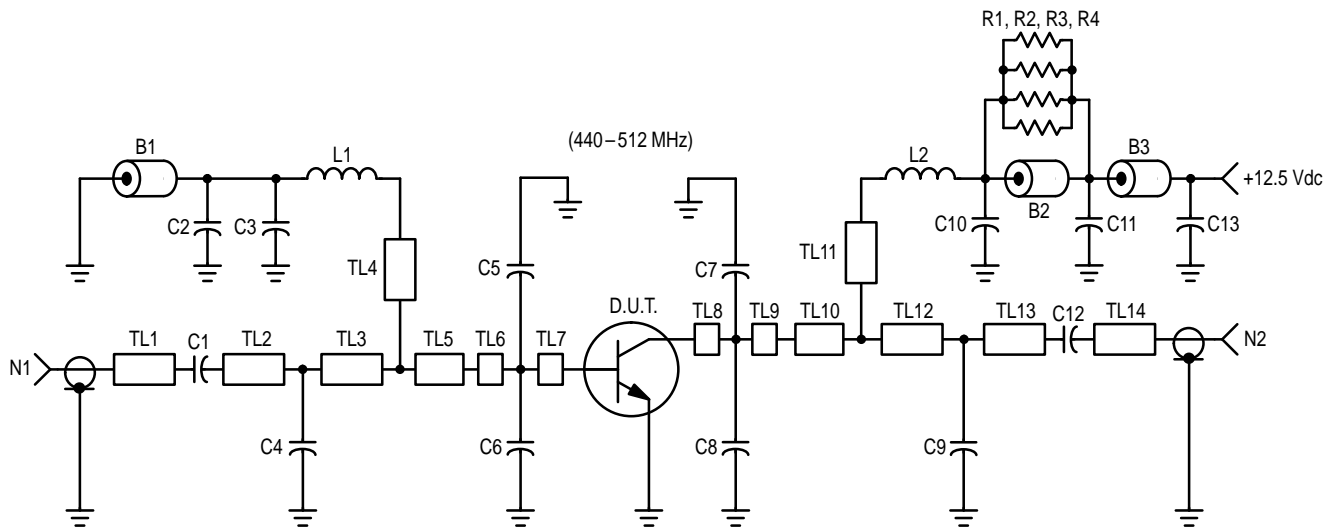 R1, R2, R3, R4
(440–512 MHz)
B1
L1
L2
B3
+12.5 Vdc
C2
C3
C10
B2
C11
C13
TL4
C5
C7
TL11
D.U.T.
N1
TL1
C1
TL2
TL3
TL5
TL6
TL7
TL8
TL9
TL10
TL12
TL13
C12
TL14
N2
C4
C6
C8
C9